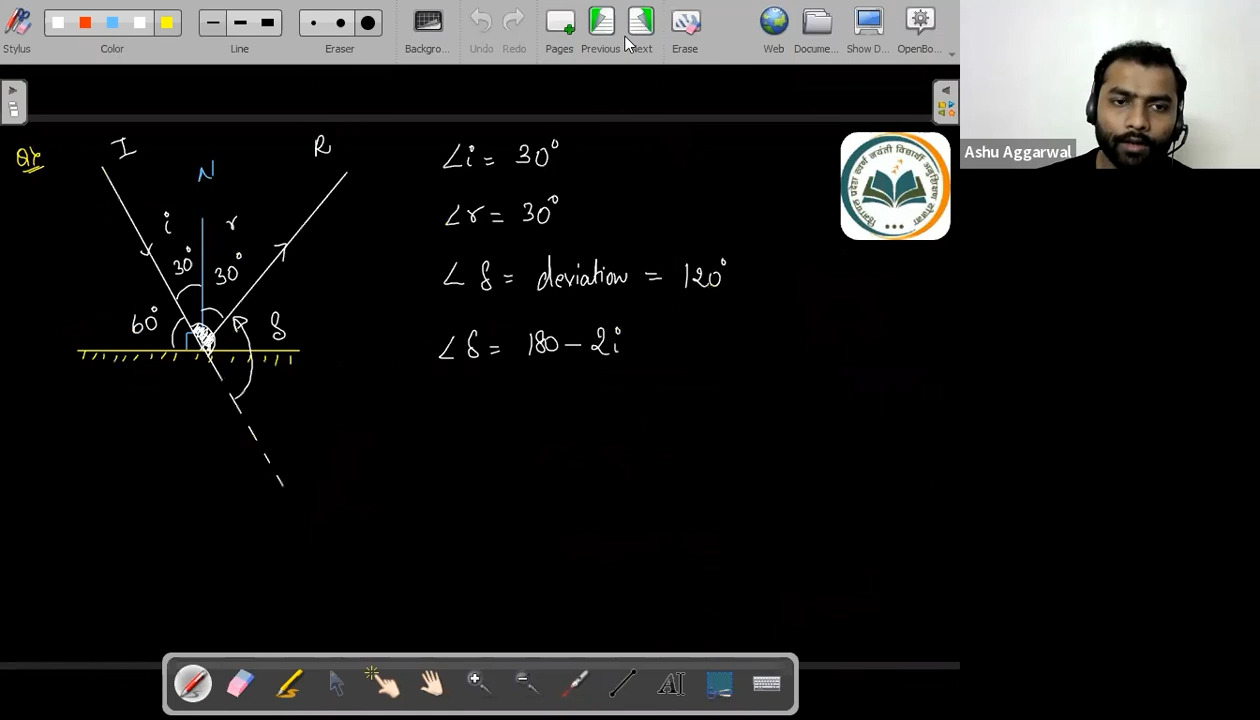 Stylus
Color
Line
Eraser
Backgro...
Undo
Redo
Pages
Previous
Next
Erase
Web
Docume...
Show D...
OpenBo...
Ashu Aggarwal
I
N
R
i
r
30°
30°
60°
δ
∠i = 30°
∠r = 30°
∠δ = deviation = 120°
∠δ = 180 - 2i
AI